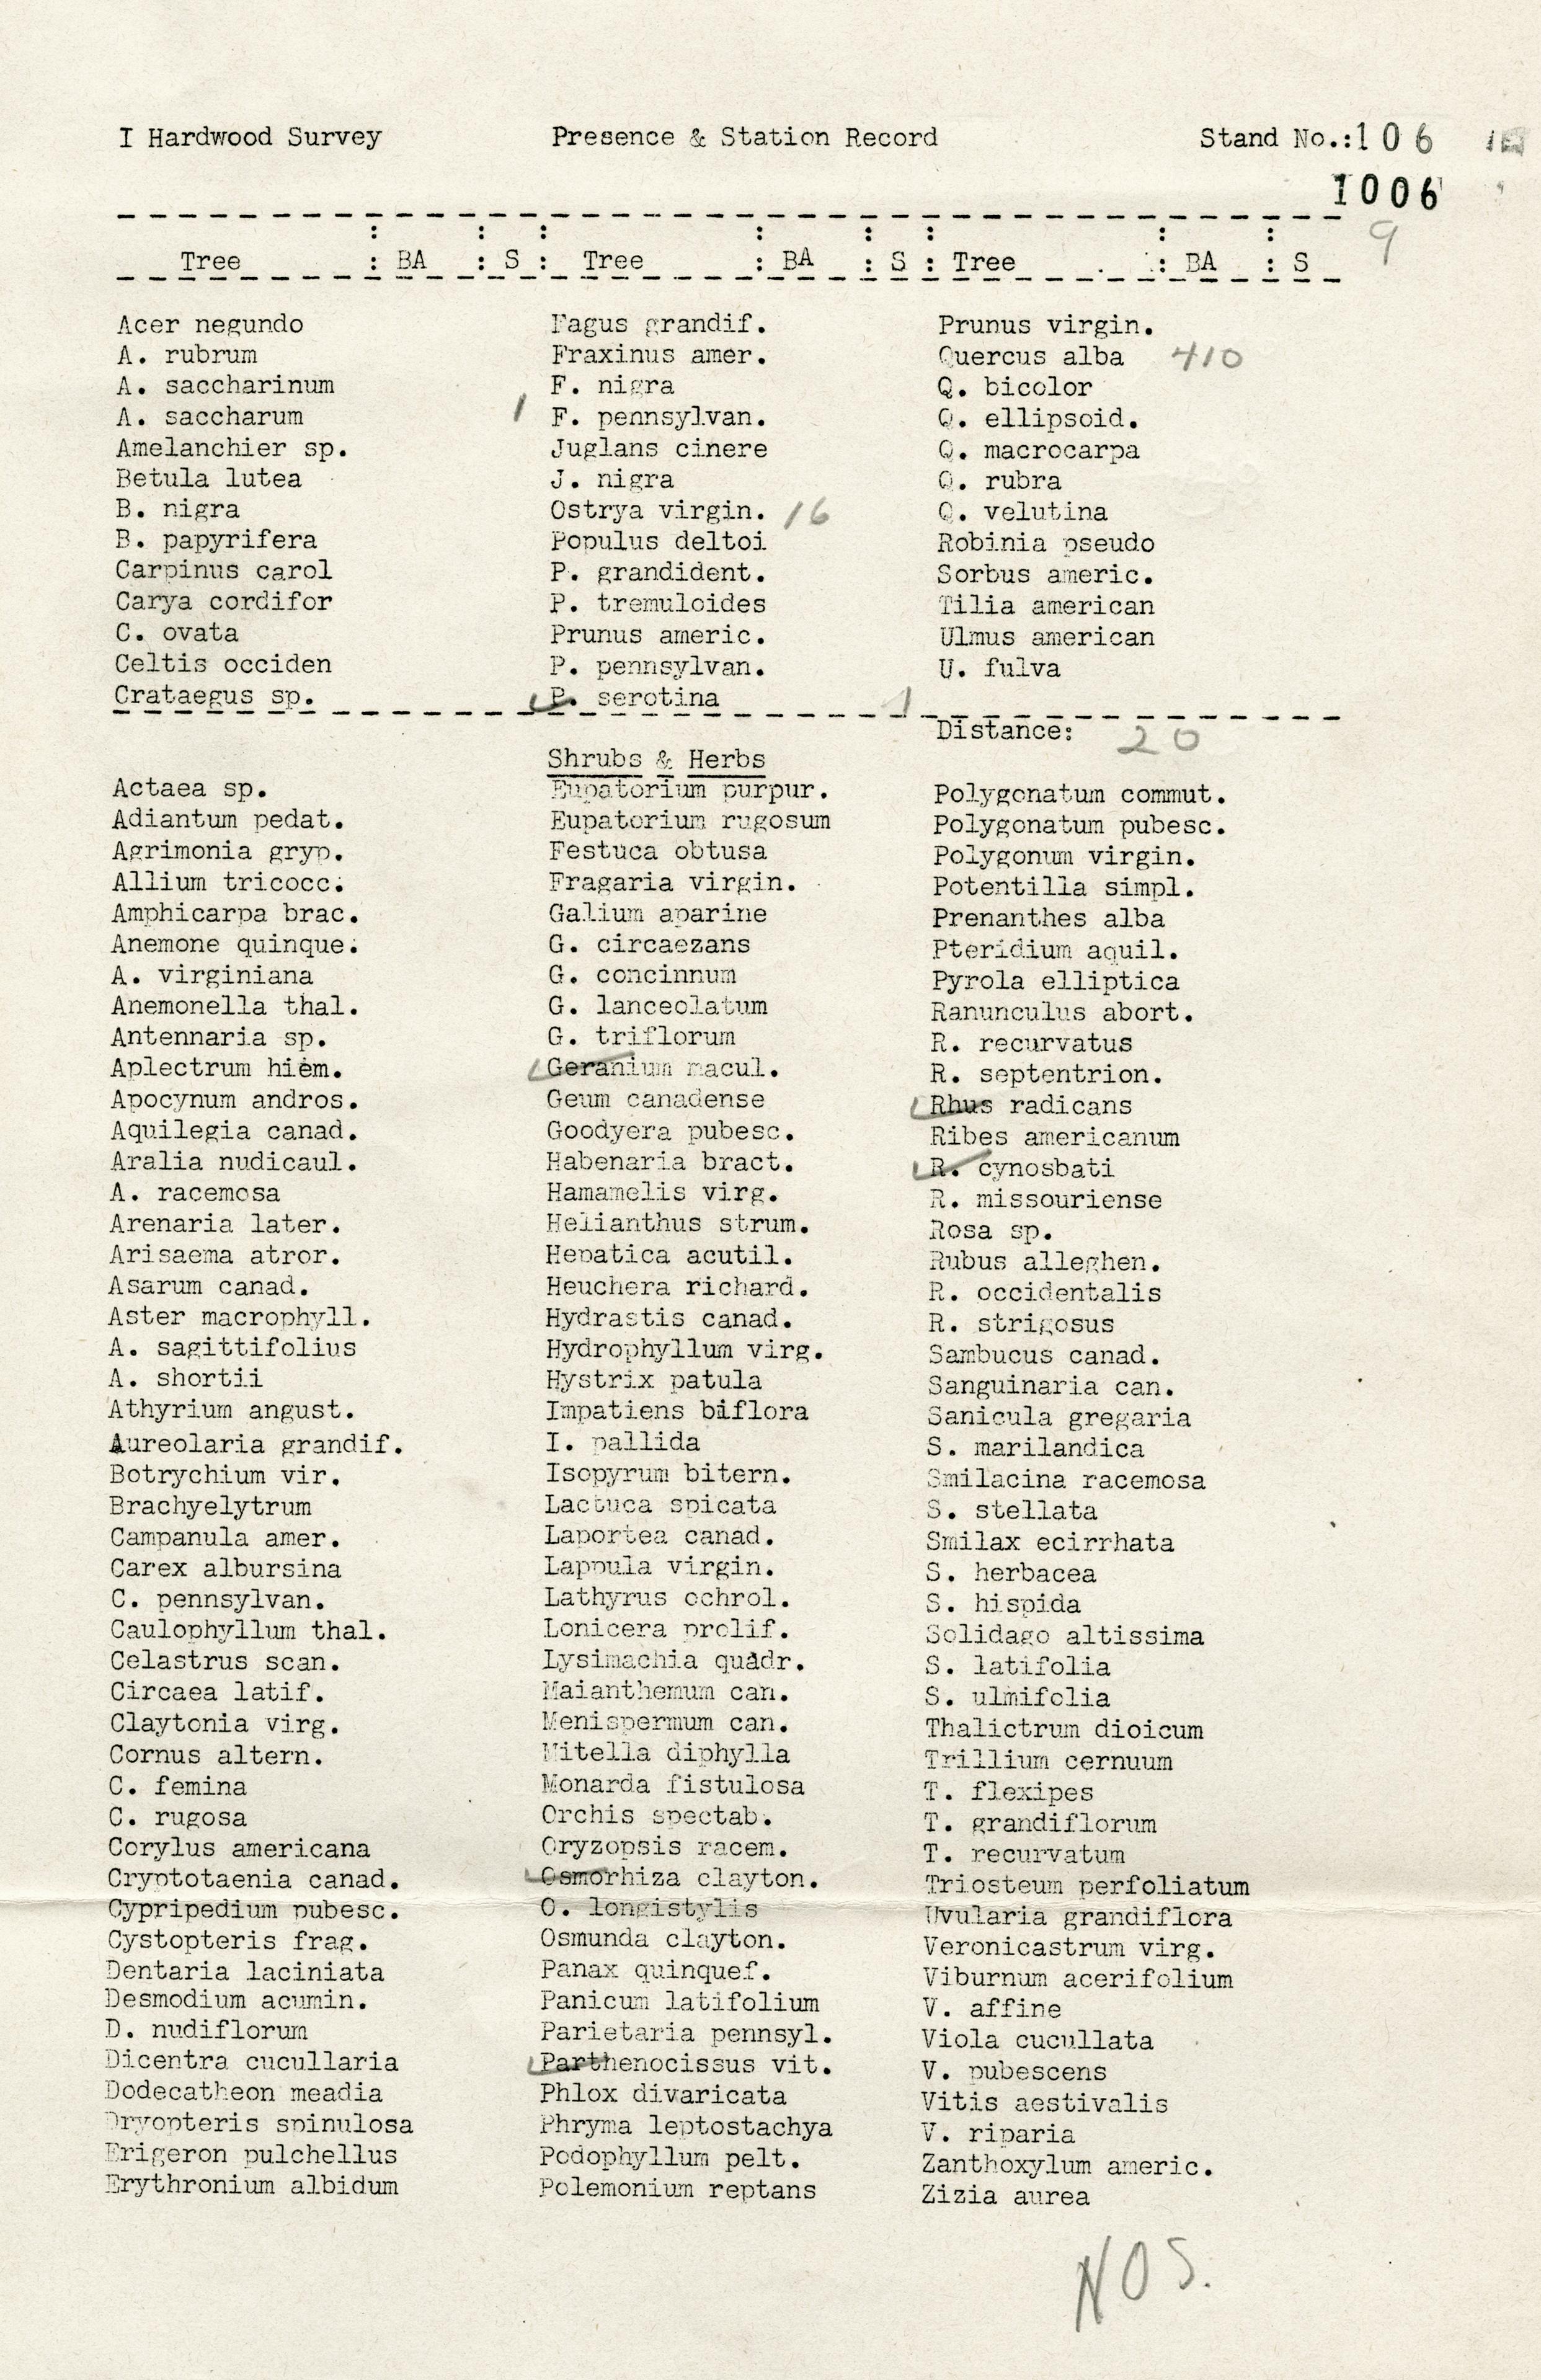 I Hardwood Survey Presence & Station Record Stand No.:106
1006
9
Tree : BA : S : Tree : BA : S : Tree : BA : S
Acer negundo Fagus grandif. Prunus virgin.
A. rubrum Fraxinus amer. Quercus alba 410
A. saccharinum F. nigra Q. bicolor
A. saccharum 1 F. pennsylvan. Q. ellipsoid.
Amelanchier sp. Juglans cinere Q. macrocarpa
Betula lutea J. nigra Q. rubra
B. nigra Ostrya virgin. 16 Q. velutina
B. papyrifera Populus deltoi Robinia pseudo
Carpinus carol P. grandident. Sorbus americ.
Carya cordifor P. tremuloides Tilia american
C. ovata Prunus americ. Ulmus american
Celtis occiden P. pennsylvan. U. fulva
Crataegus sp. P. serotina 1
Distance: 20
Shrubs & Herbs
Actaea sp. Eupatorium purpur. Polygonatum commut.
Adiantum pedat. Eupatorium rugosum Polygonatum pubesc.
Agrimonia gryp. Festuca obtusa Polygonum virgin.
Allium tricocc. Fragaria virgin. Potentilla simpl.
Amphicarpa brac. Galium aparine Prenanthes alba
Anemone quinque. G. circaezans Pteridium aquil.
A. virginiana G. concinnum Pyrola elliptica
Anemonella thal. G. lanceolatum Ranunculus abort.
Antennaria sp. G. triflorum R. recurvatus
Aplectrum hiem. Geranium macul. R. septentrion.
Apocynum andros. Geum canadense Rhus radicans
Aquilegia canad. Goodyera pubesc. Ribes americanum
Aralia nudicaul. Habenaria bract. R. cynosbati
A. racemosa Hamamelis virg. R. missouriense
Arenaria later. Helianthus strum. Rosa sp.
Arisaema atror. Hepatica acutil. Rubus alleghen.
Asarum canad. Heuchera richard. R. occidentalis
Aster macrophyll. Hydrastis canad. R. strigosus
A. sagittifolius Hydrophyllum virg. Sambucus canad.
A. shortii Hystrix patula Sanguinaria can.
Athyrium angust. Impatiens biflora Sanicula gregaria
Aureolaria grandif. I. pallida S. marilandica
Botrychium vir. Isopyrum bitern. Smilacina racemosa
Brachyelytrum Lactuca spicata S. stellata
Campanula amer. Laportea canad. Smilax ecirrhata
Carex albursina Lappula virgin. S. herbacea
C. pennsylvan. Lathyrus ochrol. S. hispida
Caulophyllum thal. Lonicera prolif. Solidago altissima
Celastrus scan. Lysimachia quadr. S. latifolia
Circaea latif. Maianthemum can. S. ulmifolia
Claytonia virg. Menispermum can. Thalictrum dioicum
Cornus altern. Mitella diphylla Trillium cernuum
C. femina Monarda fistulosa T. flexipes
C. rugosa Orchis spectab. T. grandiflorum
Corylus americana Oryzopsis racem. T. recurvatum
Cryptotaenia canad. Osmorhiza clayton. Triosteum perfoliatum
Cypripedium pubesc. O. longistylis Uvularia grandiflora
Cystopteris frag. Osmunda clayton. Veronicastrum virg.
Dentaria laciniata Panax quinquef. Viburnum acerifolium
Desmodium acumin. Panicum latifolium V. affine
D. nudiflorum Parietaria pennsyl. Viola cucullata
Dicentra cucullaria Parthenocissus vit. V. pubescens
Dodecatheon meadia Phlox divaricata Vitis aestivalis
Dryopteris spinulosa Phryma leptostachya V. riparia
Erigeron pulchellus Podophyllum pelt. Zanthoxylum americ.
Erythronium albidum Polemonium reptans Zizia aurea
NOS.